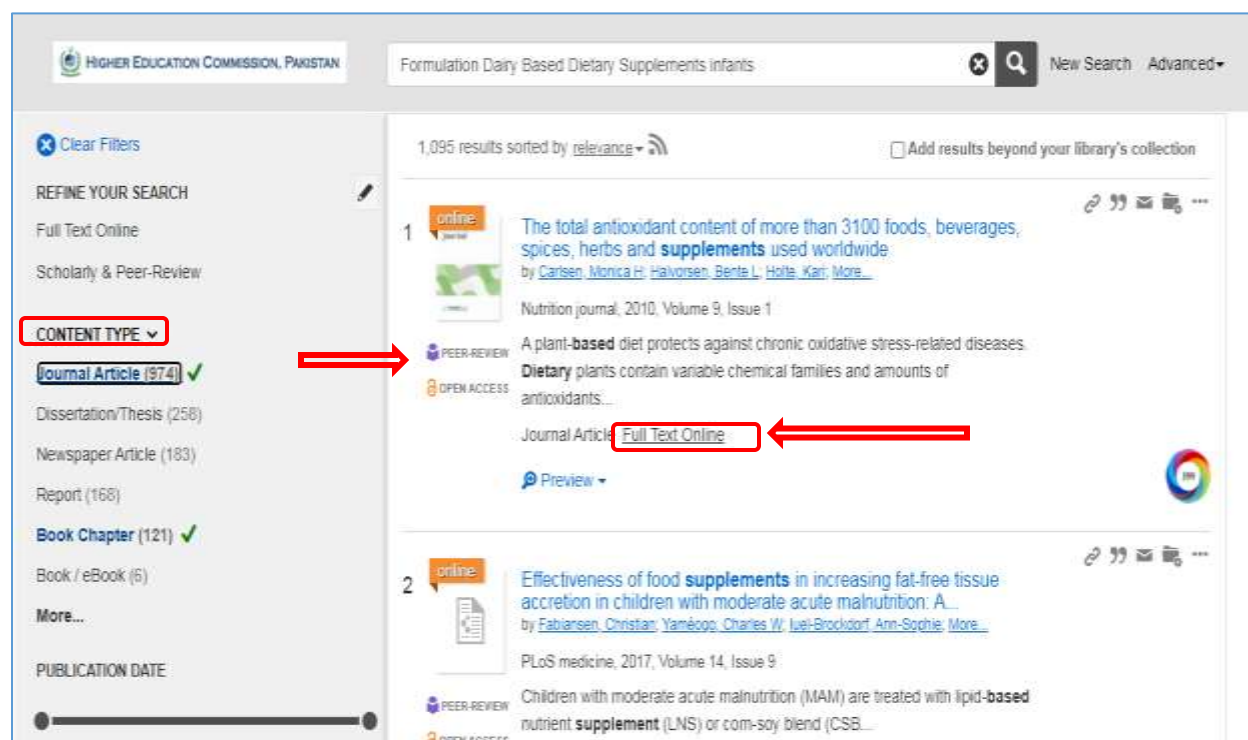 HIGHER EDUCATION COMMISSION, PAKISTAN
Formulation Dairy Based Dietary Supplements infants
New Search Advanced
Clear Filters
REFINE YOUR SEARCH
Full Text Online
Scholarly & Peer-Review
CONTENT TYPE
Journal Article (974)
Dissertation/Thesis (258)
Newspaper Article (183)
Report (168)
Book Chapter (121)
Book / eBook (6)
More...
PUBLICATION DATE
1,095 results sorted by relevance
Add results beyond your library's collection
1
online
Journal
The total antioxidant content of more than 3100 foods, beverages,
spices, herbs and supplements used worldwide
by Carlsen, Monica H; Halvorsen, Bente L; Holte, Kari; More...
Nutrition journal, 2010, Volume 9, Issue 1
PEER-REVIEW
OPEN ACCESS
A plant-based diet protects against chronic oxidative stress-related diseases.
Dietary plants contain variable chemical families and amounts of
antioxidants...
Journal Article Full Text Online
Preview
2
online
Effectiveness of food supplements in increasing fat-free tissue
accretion in children with moderate acute malnutrition: A...
by Fabiansen, Christian; Yaméogo, Charles W; Iuel-Brockdorf, Ann-Sophie; More...
PLoS medicine, 2017, Volume 14, Issue 9
PEER-REVIEW
OPEN ACCESS
Children with moderate acute malnutrition (MAM) are treated with lipid-based
nutrient supplement (LNS) or corn-soy blend (CSB...